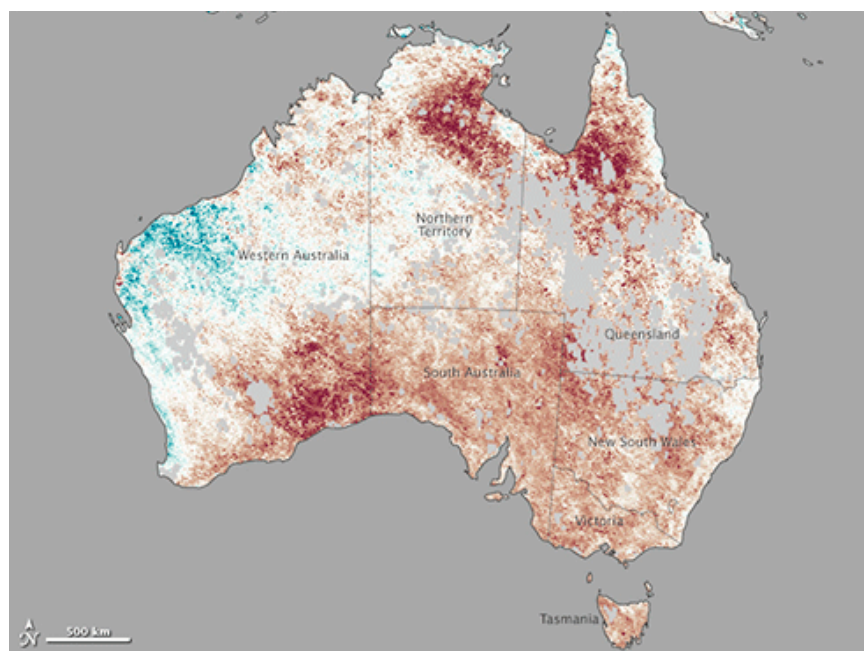 Northern
Territory
Western Australia
Queensland
South Australia
New South Wales
Victoria
Tasmania
N
500 km